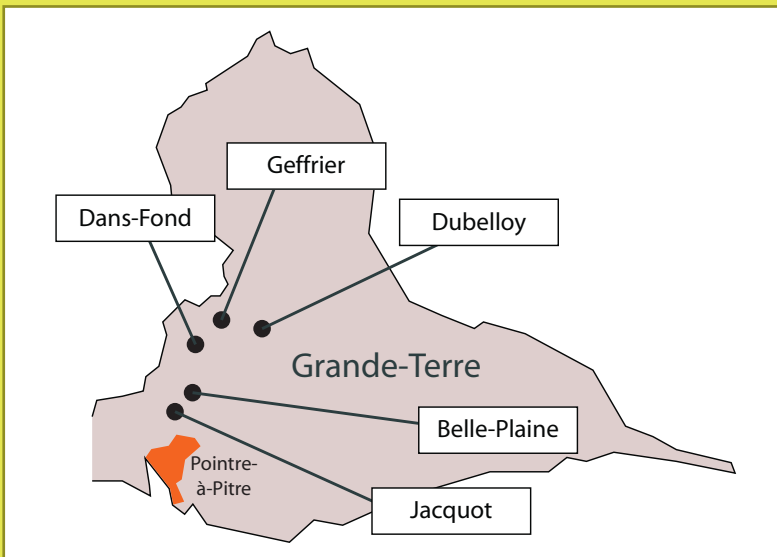 Geffrier
Dans-Fond
Dubelloy
Grande-Terre
Belle-Plaine
Pointre-
à-Pitre
Jacquot